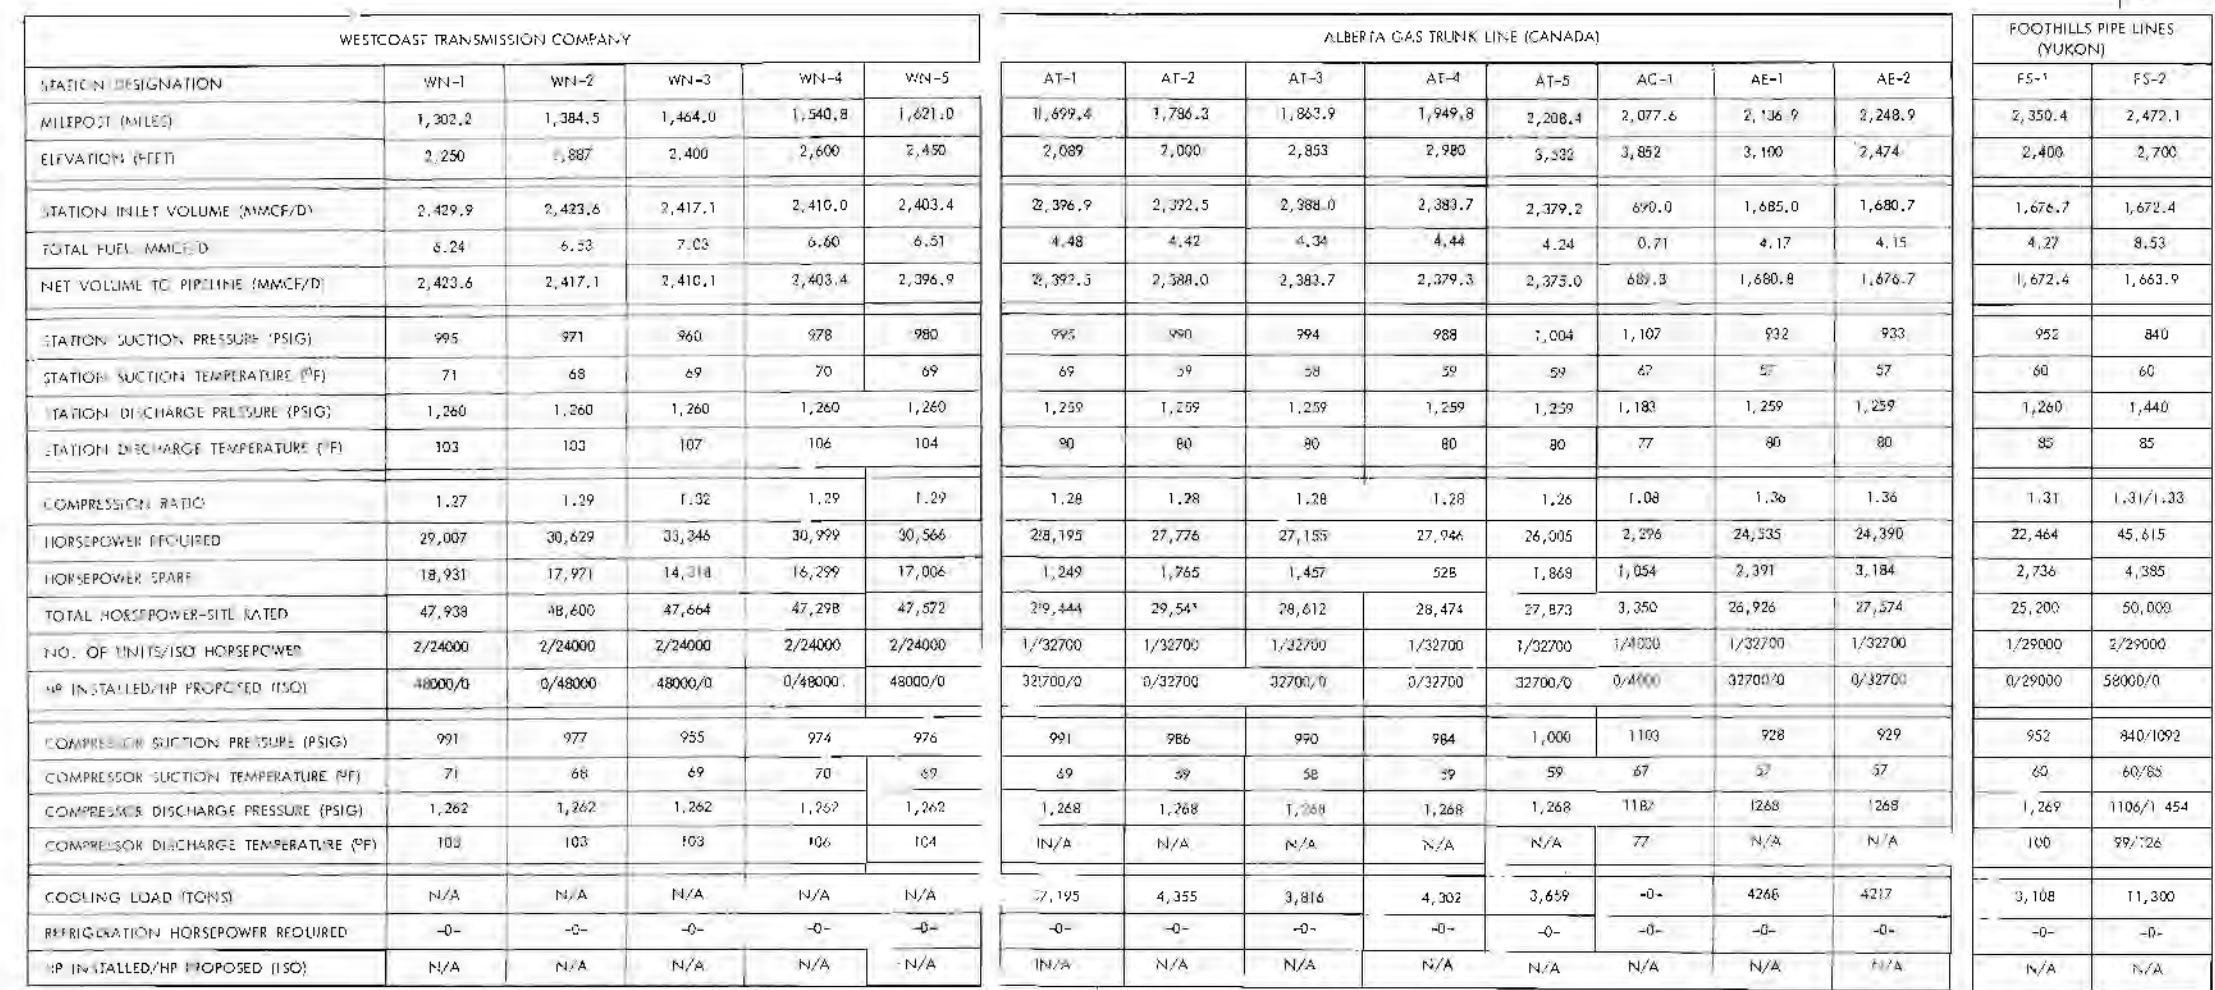 WESTCOAST TRANSMISSION COMPANY ALBERTA GAS TRUNK LINE (CANADA) FOOTHILLS PIPE LINES
(YUKON)
STATION DESIGNATION WN-1 WN-2 WN-3 WN-4 WN-5 AT-1 AT-2 AT-3 AT-4 AT-5 AC-1 AE-1 AE-2 FS-1 FS-2
MILEPOST (MILES) 1,302.2 1,384.5 1,464.0 1,540.8 1,621.0 1,699.4 1,786.3 1,863.9 1,949.8 2,208.4 2,077.6 2,136.9 2,248.9 2,350.4 2,472.1
ELEVATION (FEET) 2,250 2,400 2,600 2,450 2,089 2,000 2,853 2,980 3,852 3,100 2,474 2,400 2,700
STATION INLET VOLUME (MMCF/D) 2,429.9 2,423.6 2,417.1 2,410.0 2,403.4 2,396.9 2,392.5 2,388.0 2,383.7 2,379.2 690.0 1,685.0 1,680.7 1,676.7 1,672.4
TOTAL FUEL MMCF/D 6.24 6.53 7.03 6.60 6.51 4.48 4.42 4.34 4.44 4.24 0.71 4.17 4.15 4.27 8.53
NET VOLUME TO PIPELINE (MMCF/D) 2,423.6 2,417.1 2,410.1 2,403.4 2,396.9 2,392.5 2,388.0 2,383.7 2,379.3 2,375.0 689.3 1,680.8 1,676.7 1,672.4 1,663.9
STATION SUCTION PRESSURE (PSIG) 995 971 960 978 980 995 990 994 988 1,004 1,107 932 933 952 840
STATION SUCTION TEMPERATURE (°F) 71 68 69 70 69 69 59 58 59 59 67 57 57 60 60
STATION DISCHARGE PRESSURE (PSIG) 1,260 1,260 1,260 1,260 1,260 1,259 1,259 1,259 1,259 1,259 1,183 1,259 1,259 1,260 1,440
STATION DISCHARGE TEMPERATURE (°F) 103 103 107 106 104 90 80 80 80 80 77 80 80 85 85
COMPRESSION RATIO 1.27 1.29 1.32 1.29 1.29 1.28 1.28 1.28 1.28 1.26 1.08 1.36 1.36 1.31 1.31/1.33
HORSEPOWER REQUIRED 29,007 30,629 33,346 30,999 30,566 28,195 27,776 27,155 27,946 26,005 2,296 24,535 24,390 22,464 45,615
HORSEPOWER SPARE 18,931 17,971 14,318 16,299 17,006 1,249 1,765 1,457 528 1,868 1,054 2,391 3,184 2,736 4,385
TOTAL HORSEPOWER-SITE RATED 47,938 48,600 47,664 47,298 47,572 29,444 29,541 28,612 28,474 27,873 3,350 26,926 27,574 25,200 50,000
NO. OF UNITS/ISO HORSEPOWER 2/24000 2/24000 2/24000 2/24000 2/24000 1/32700 1/32700 1/32700 1/32700 1/32700 1/4000 1/32700 1/32700 1/29000 2/29000
HP INSTALLED/HP PROPOSED (ISO) 48000/0 0/48000 48000/0 0/48000 48000/0 32700/0 0/32700 32700/0 0/32700 32700/0 0/4000 32700/0 0/32700 0/29000 58000/0
COMPRESSOR SUCTION PRESSURE (PSIG) 991 977 955 974 976 991 986 990 984 1,000 1103 928 929 952 840/1092
COMPRESSOR SUCTION TEMPERATURE (°F) 71 68 69 70 69 69 59 58 59 59 67 57 57 60 60/85
COMPRESSOR DISCHARGE PRESSURE (PSIG) 1,262 1,262 1,262 1,262 1,262 1,268 1,268 1,268 1,268 1,268 1187 1268 1268 1,269 1106/1 454
COMPRESSOR DISCHARGE TEMPERATURE (°F) 103 103 103 106 104 N/A N/A N/A N/A N/A 77 N/A N/A 100 99/126
COOLING LOAD (TONS) N/A N/A N/A N/A N/A 7,195 4,355 3,816 4,302 3,659 -0- 4268 4217 3,108 11,300
REFRIGERATION HORSEPOWER REQUIRED -0- -0- -0- -0- -0- -0- -0- -0- -0- -0- -0- -0- -0- -0- -0-
HP INSTALLED/HP PROPOSED (ISO) N/A N/A N/A N/A N/A N/A N/A N/A N/A N/A N/A N/A N/A N/A N/A